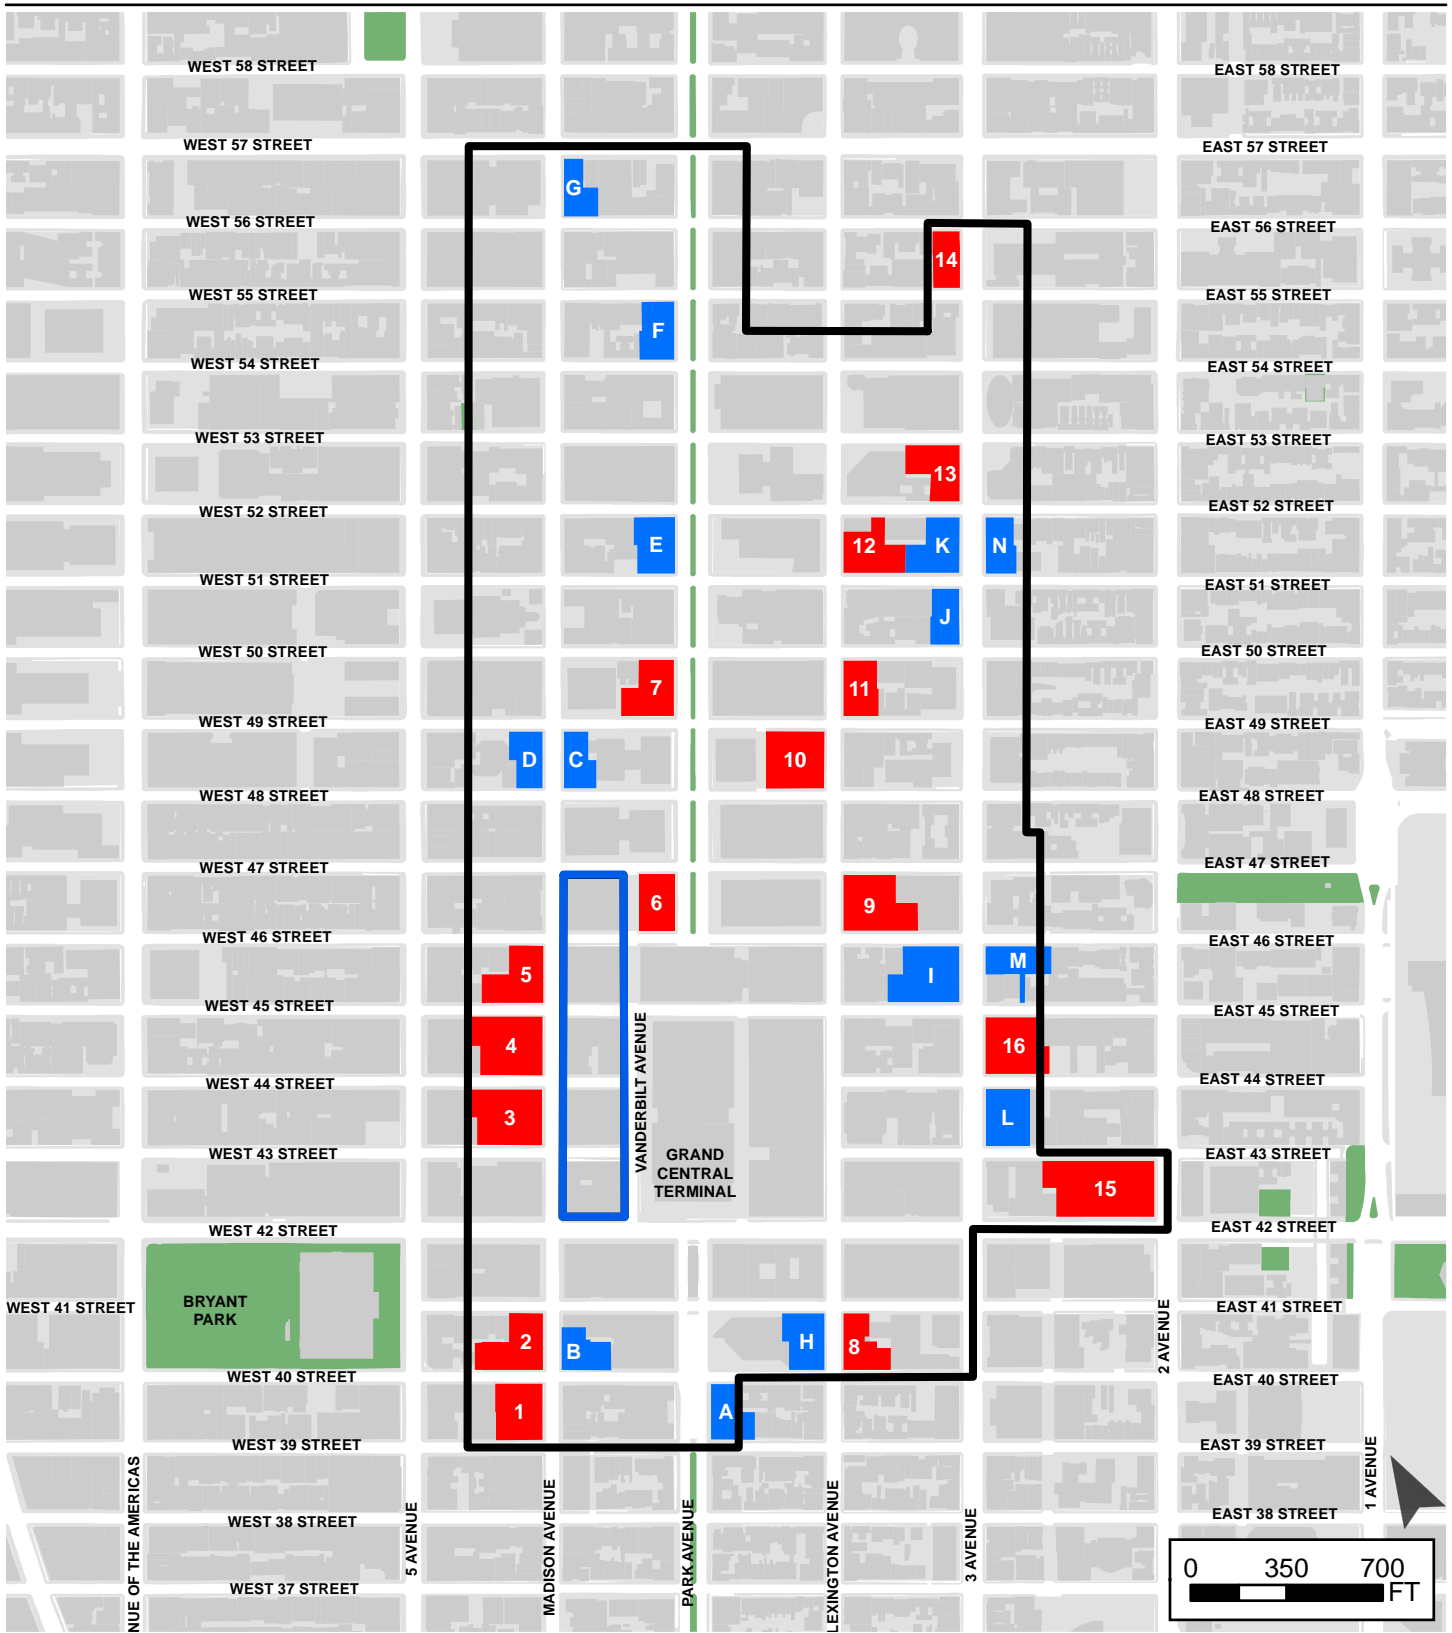 WEST 58 STREET
EAST 58 STREET
WEST 57 STREET
EAST 57 STREET
G
WEST 56 STREET
EAST 56 STREET
14
WEST 55 STREET
EAST 55 STREET
F
WEST 54 STREET
EAST 54 STREET
WEST 53 STREET
EAST 53 STREET
13
WEST 52 STREET
EAST 52 STREET
E
12
K
N
WEST 51 STREET
EAST 51 STREET
J
WEST 50 STREET
EAST 50 STREET
7
11
WEST 49 STREET
EAST 49 STREET
D
C
10
WEST 48 STREET
EAST 48 STREET
WEST 47 STREET
EAST 47 STREET
6
9
WEST 46 STREET
EAST 46 STREET
5
I
M
WEST 45 STREET
EAST 45 STREET
4
16
VANDERBILT AVENUE
WEST 44 STREET
EAST 44 STREET
3
L
WEST 43 STREET
EAST 43 STREET
GRAND
CENTRAL
TERMINAL
15
WEST 42 STREET
EAST 42 STREET
WEST 41 STREET
BRYANT
PARK
EAST 41 STREET
2
B
H
8
2 AVENUE
WEST 40 STREET
EAST 40 STREET
1
A
WEST 39 STREET
EAST 39 STREET
NUE OF THE AMERICAS
5 AVENUE
MADISON AVENUE
PARK AVENUE
LEXINGTON AVENUE
3 AVENUE
1 AVENUE
WEST 38 STREET
EAST 38 STREET
WEST 37 STREET
0 350 700
FT